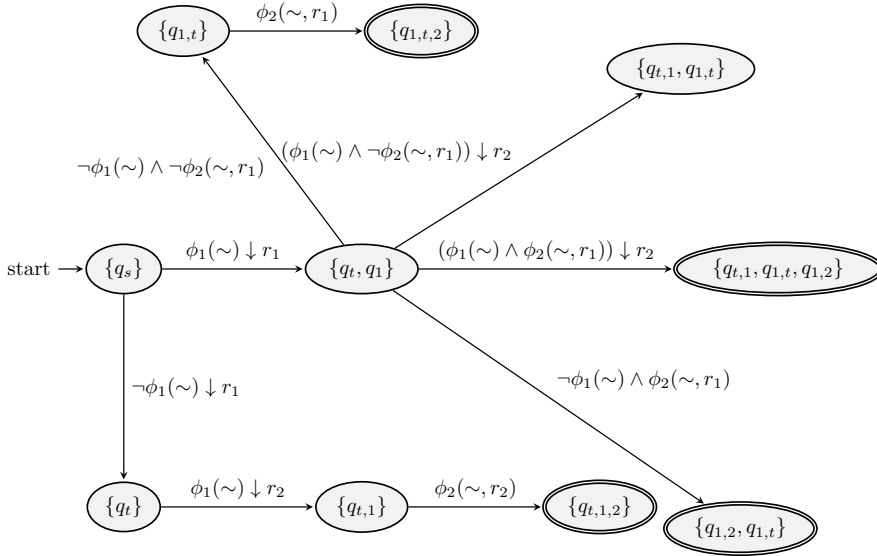 {q_{1,t}}
ϕ_2(∼, r_1)
{q_{1,t,2}}
{q_{t,1}, q_{1,t}}
¬ϕ_1(∼) ∧ ¬ϕ_2(∼, r_1)
(ϕ_1(∼) ∧ ¬ϕ_2(∼, r_1)) ↓ r_2
start
{q_s}
ϕ_1(∼) ↓ r_1
{q_t, q_1}
(ϕ_1(∼) ∧ ϕ_2(∼, r_1)) ↓ r_2
{q_{t,1}, q_{1,t}, q_{1,2}}
¬ϕ_1(∼) ↓ r_1
¬ϕ_1(∼) ∧ ϕ_2(∼, r_1)
{q_t}
ϕ_1(∼) ↓ r_2
{q_{t,1}}
ϕ_2(∼, r_2)
{q_{t,1,2}}
{q_{1,2}, q_{1,t}}